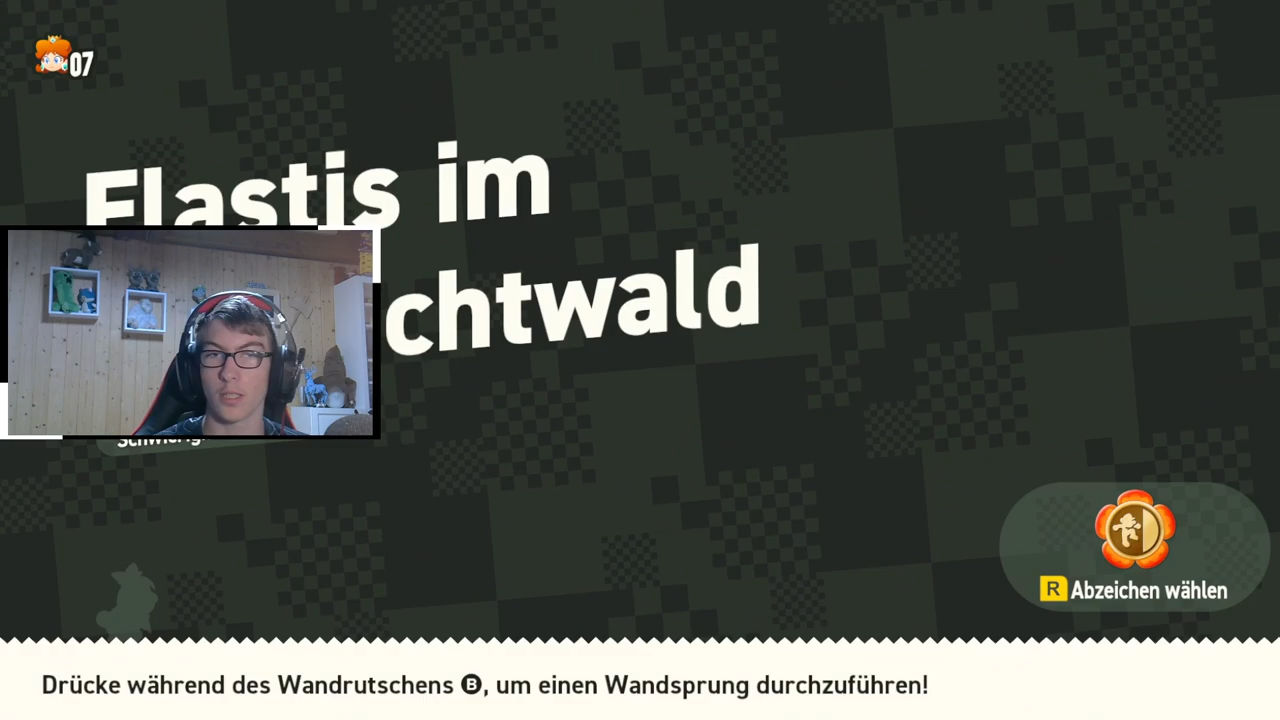 07
Elastis im
chtwald
R Abzeichen wählen
Drücke während des Wandrutschens B, um einen Wandsprung durchzuführen!